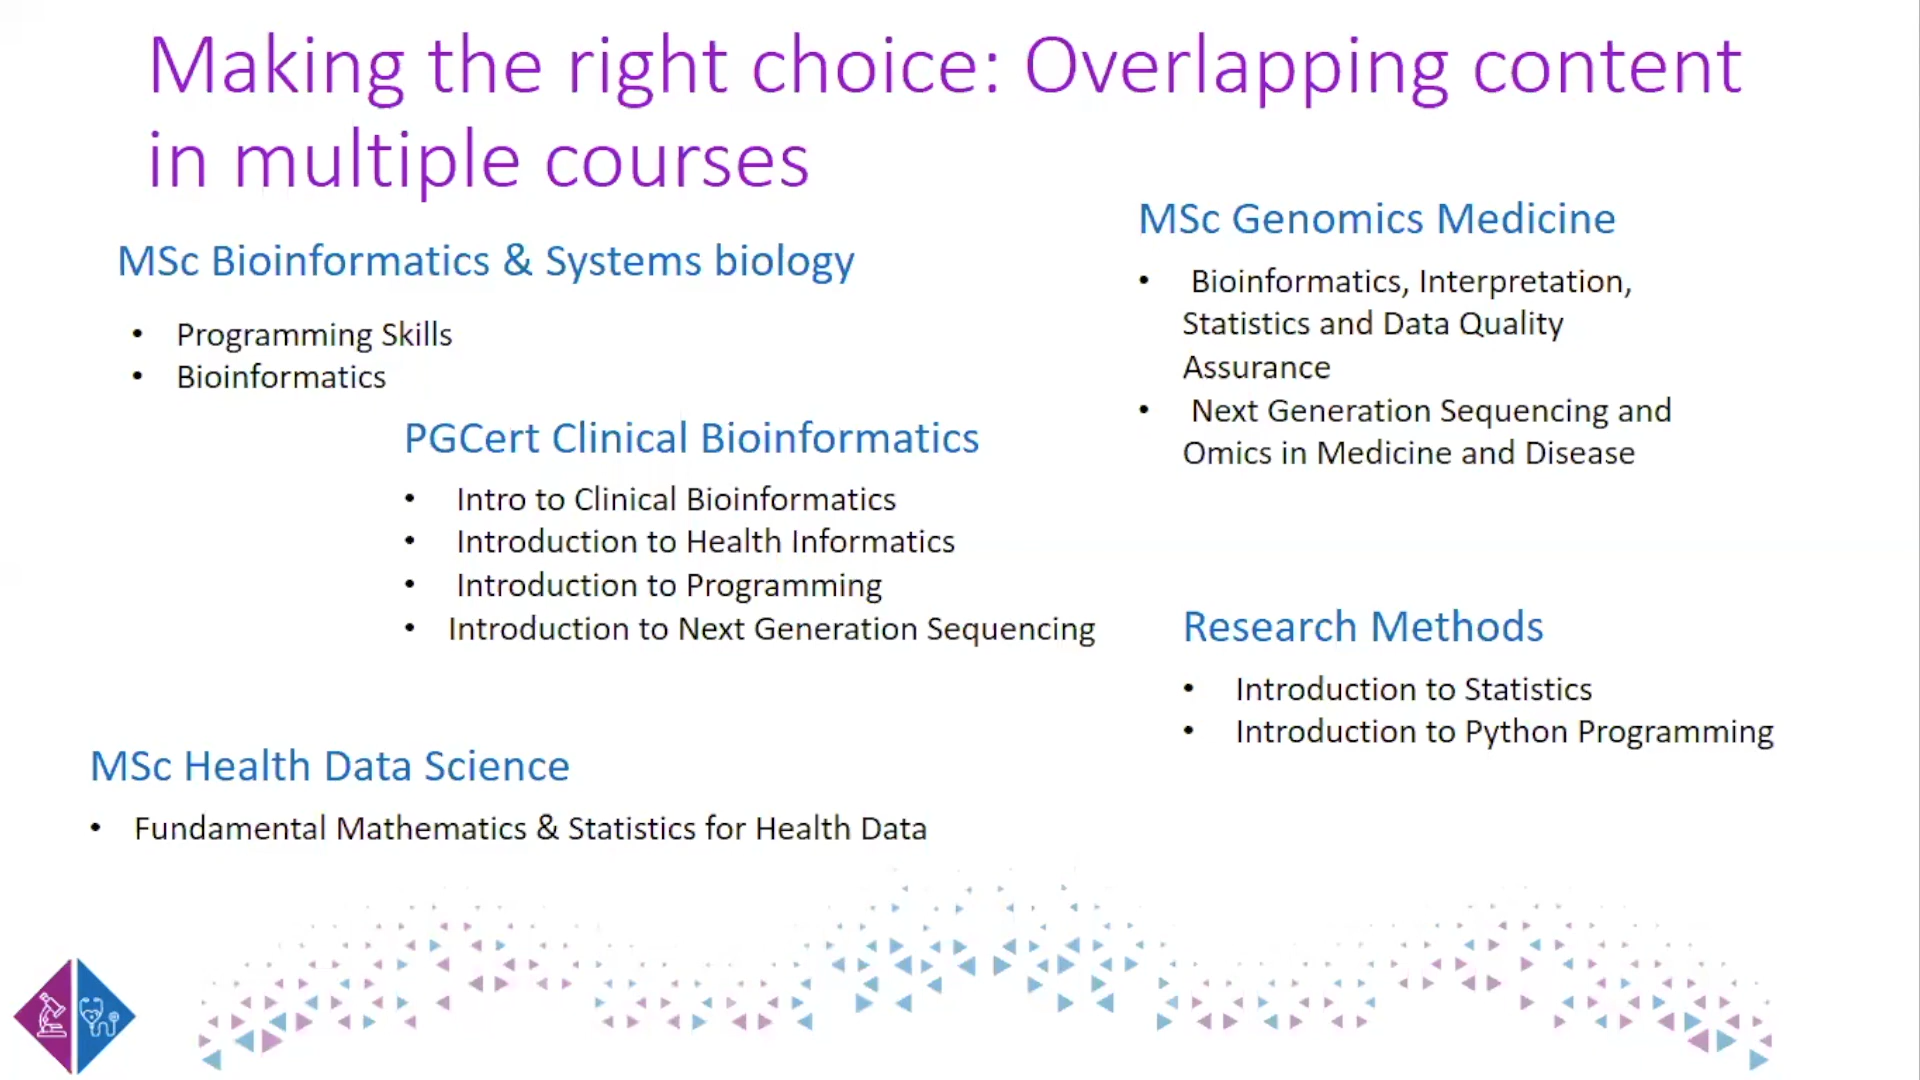 Making the right choice: Overlapping content
in multiple courses
MSc Bioinformatics & Systems biology
• Programming Skills
• Bioinformatics
MSc Genomics Medicine
• Bioinformatics, Interpretation,
Statistics and Data Quality
Assurance
• Next Generation Sequencing and
Omics in Medicine and Disease
PGCert Clinical Bioinformatics
• Intro to Clinical Bioinformatics
• Introduction to Health Informatics
• Introduction to Programming
• Introduction to Next Generation Sequencing
Research Methods
• Introduction to Statistics
• Introduction to Python Programming
MSc Health Data Science
• Fundamental Mathematics & Statistics for Health Data